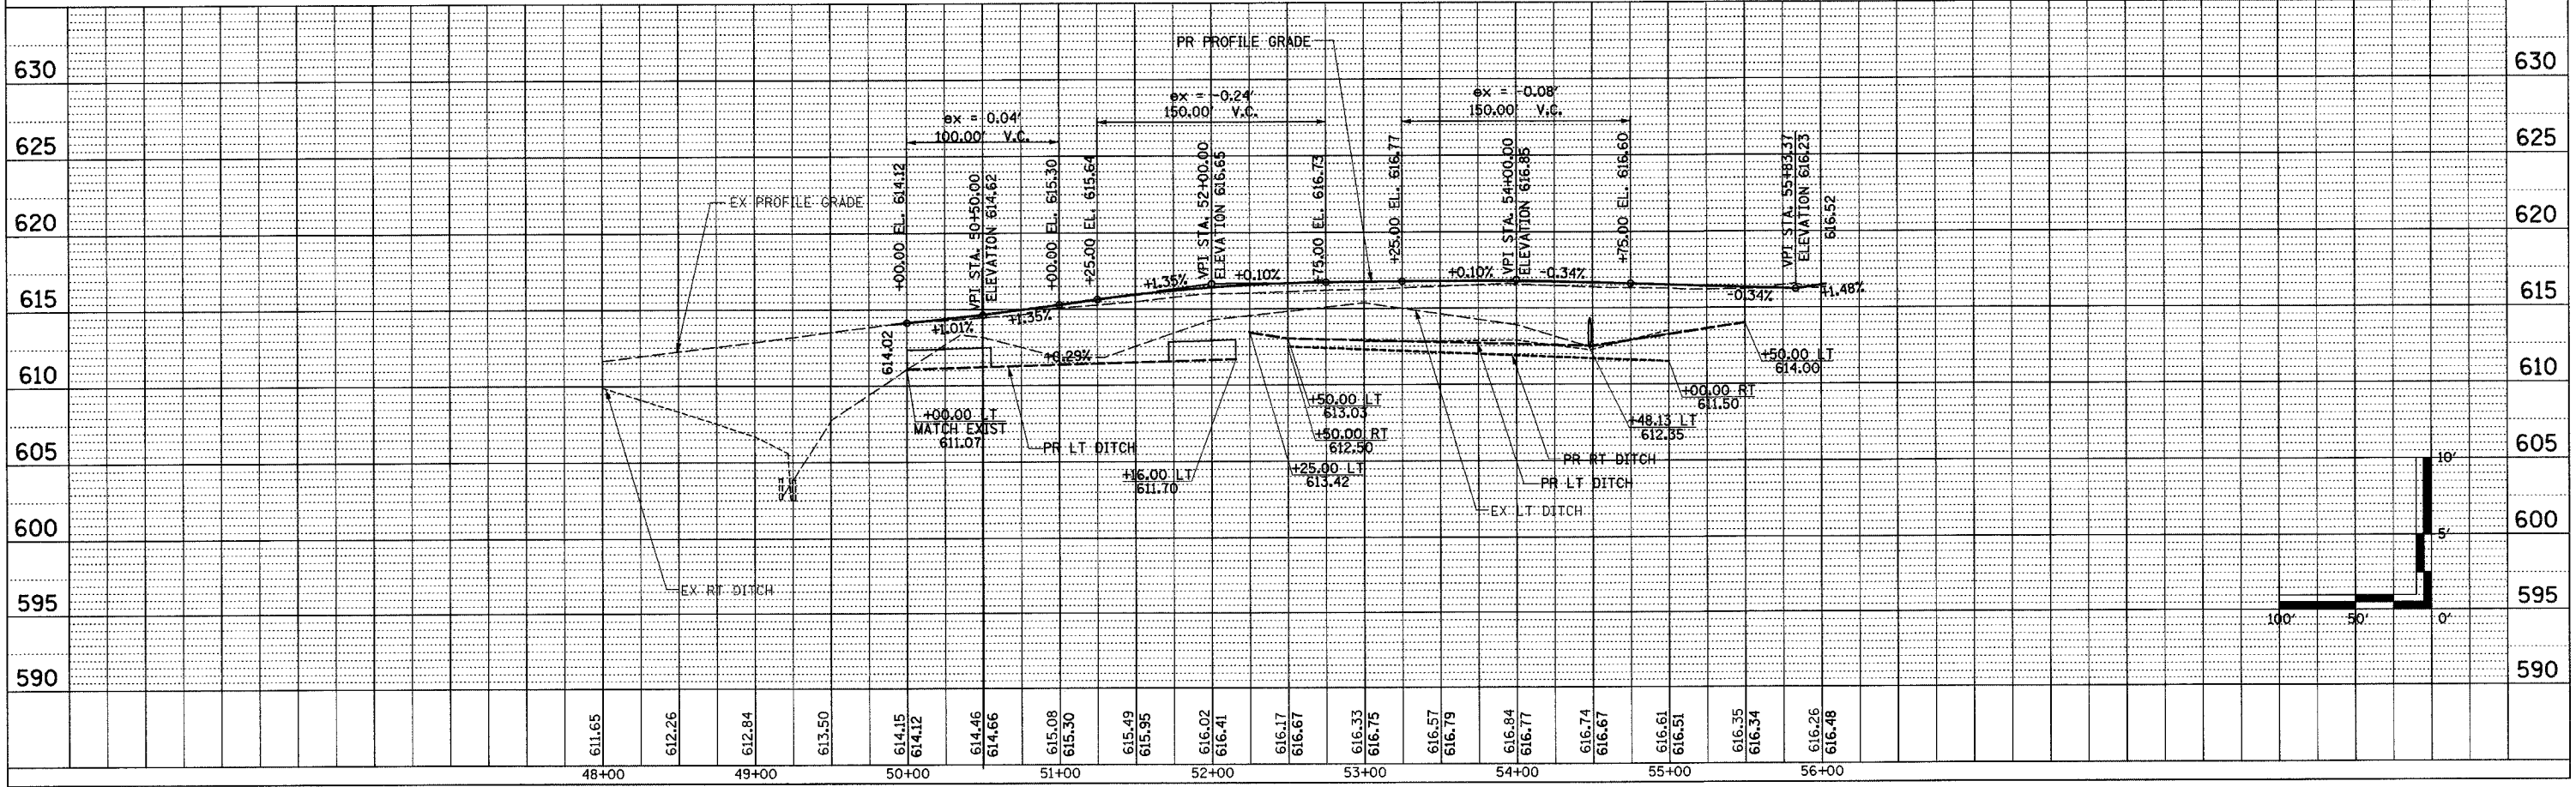 PR PROFILE GRADE
630
630
ex = 0.04'
100.00' V.C.
ex = -0.24'
150.00' V.C.
ex = -0.08'
150.00' V.C.
625
625
+00.00 EL. 614.12
VPI STA. 50+50.00
ELEVATION 614.62
+00.00 EL. 615.30
+25.00 EL. 615.64
VPI STA. 52+00.00
ELEVATION 616.65
+75.00 EL. 616.73
+25.00 EL. 616.77
VPI STA. 54+00.00
ELEVATION 616.85
+75.00 EL. 616.60
VPI STA. 55+83.37
ELEVATION 616.23
616.52
EX PROFILE GRADE
620
620
+1.01%
+1.35%
+1.35%
+0.10%
+0.10%
-0.34%
-0.34%
+1.48%
615
615
614.02
+0.29%
610
610
+00.00 LT
MATCH EXIST
611.07
PR LT DITCH
+16.00 LT
611.70
+50.00 LT
613.03
+50.00 RT
612.50
+25.00 LT
613.42
+50.00 LT
614.00
+00.00 RT
611.50
+48.13 LT
612.35
PR RT DITCH
PR LT DITCH
EX LT DITCH
605
605
EX RT DITCH
600
600
595
595
590
590
10'
5'
100'
50'
0'
611.65
612.26
612.84
613.50
614.15
614.12
614.46
614.66
615.08
615.30
615.49
615.95
616.02
616.41
616.17
616.67
616.33
616.75
616.57
616.79
616.84
616.77
616.74
616.67
616.61
616.51
616.35
616.34
616.26
616.48
48+00
49+00
50+00
51+00
52+00
53+00
54+00
55+00
56+00